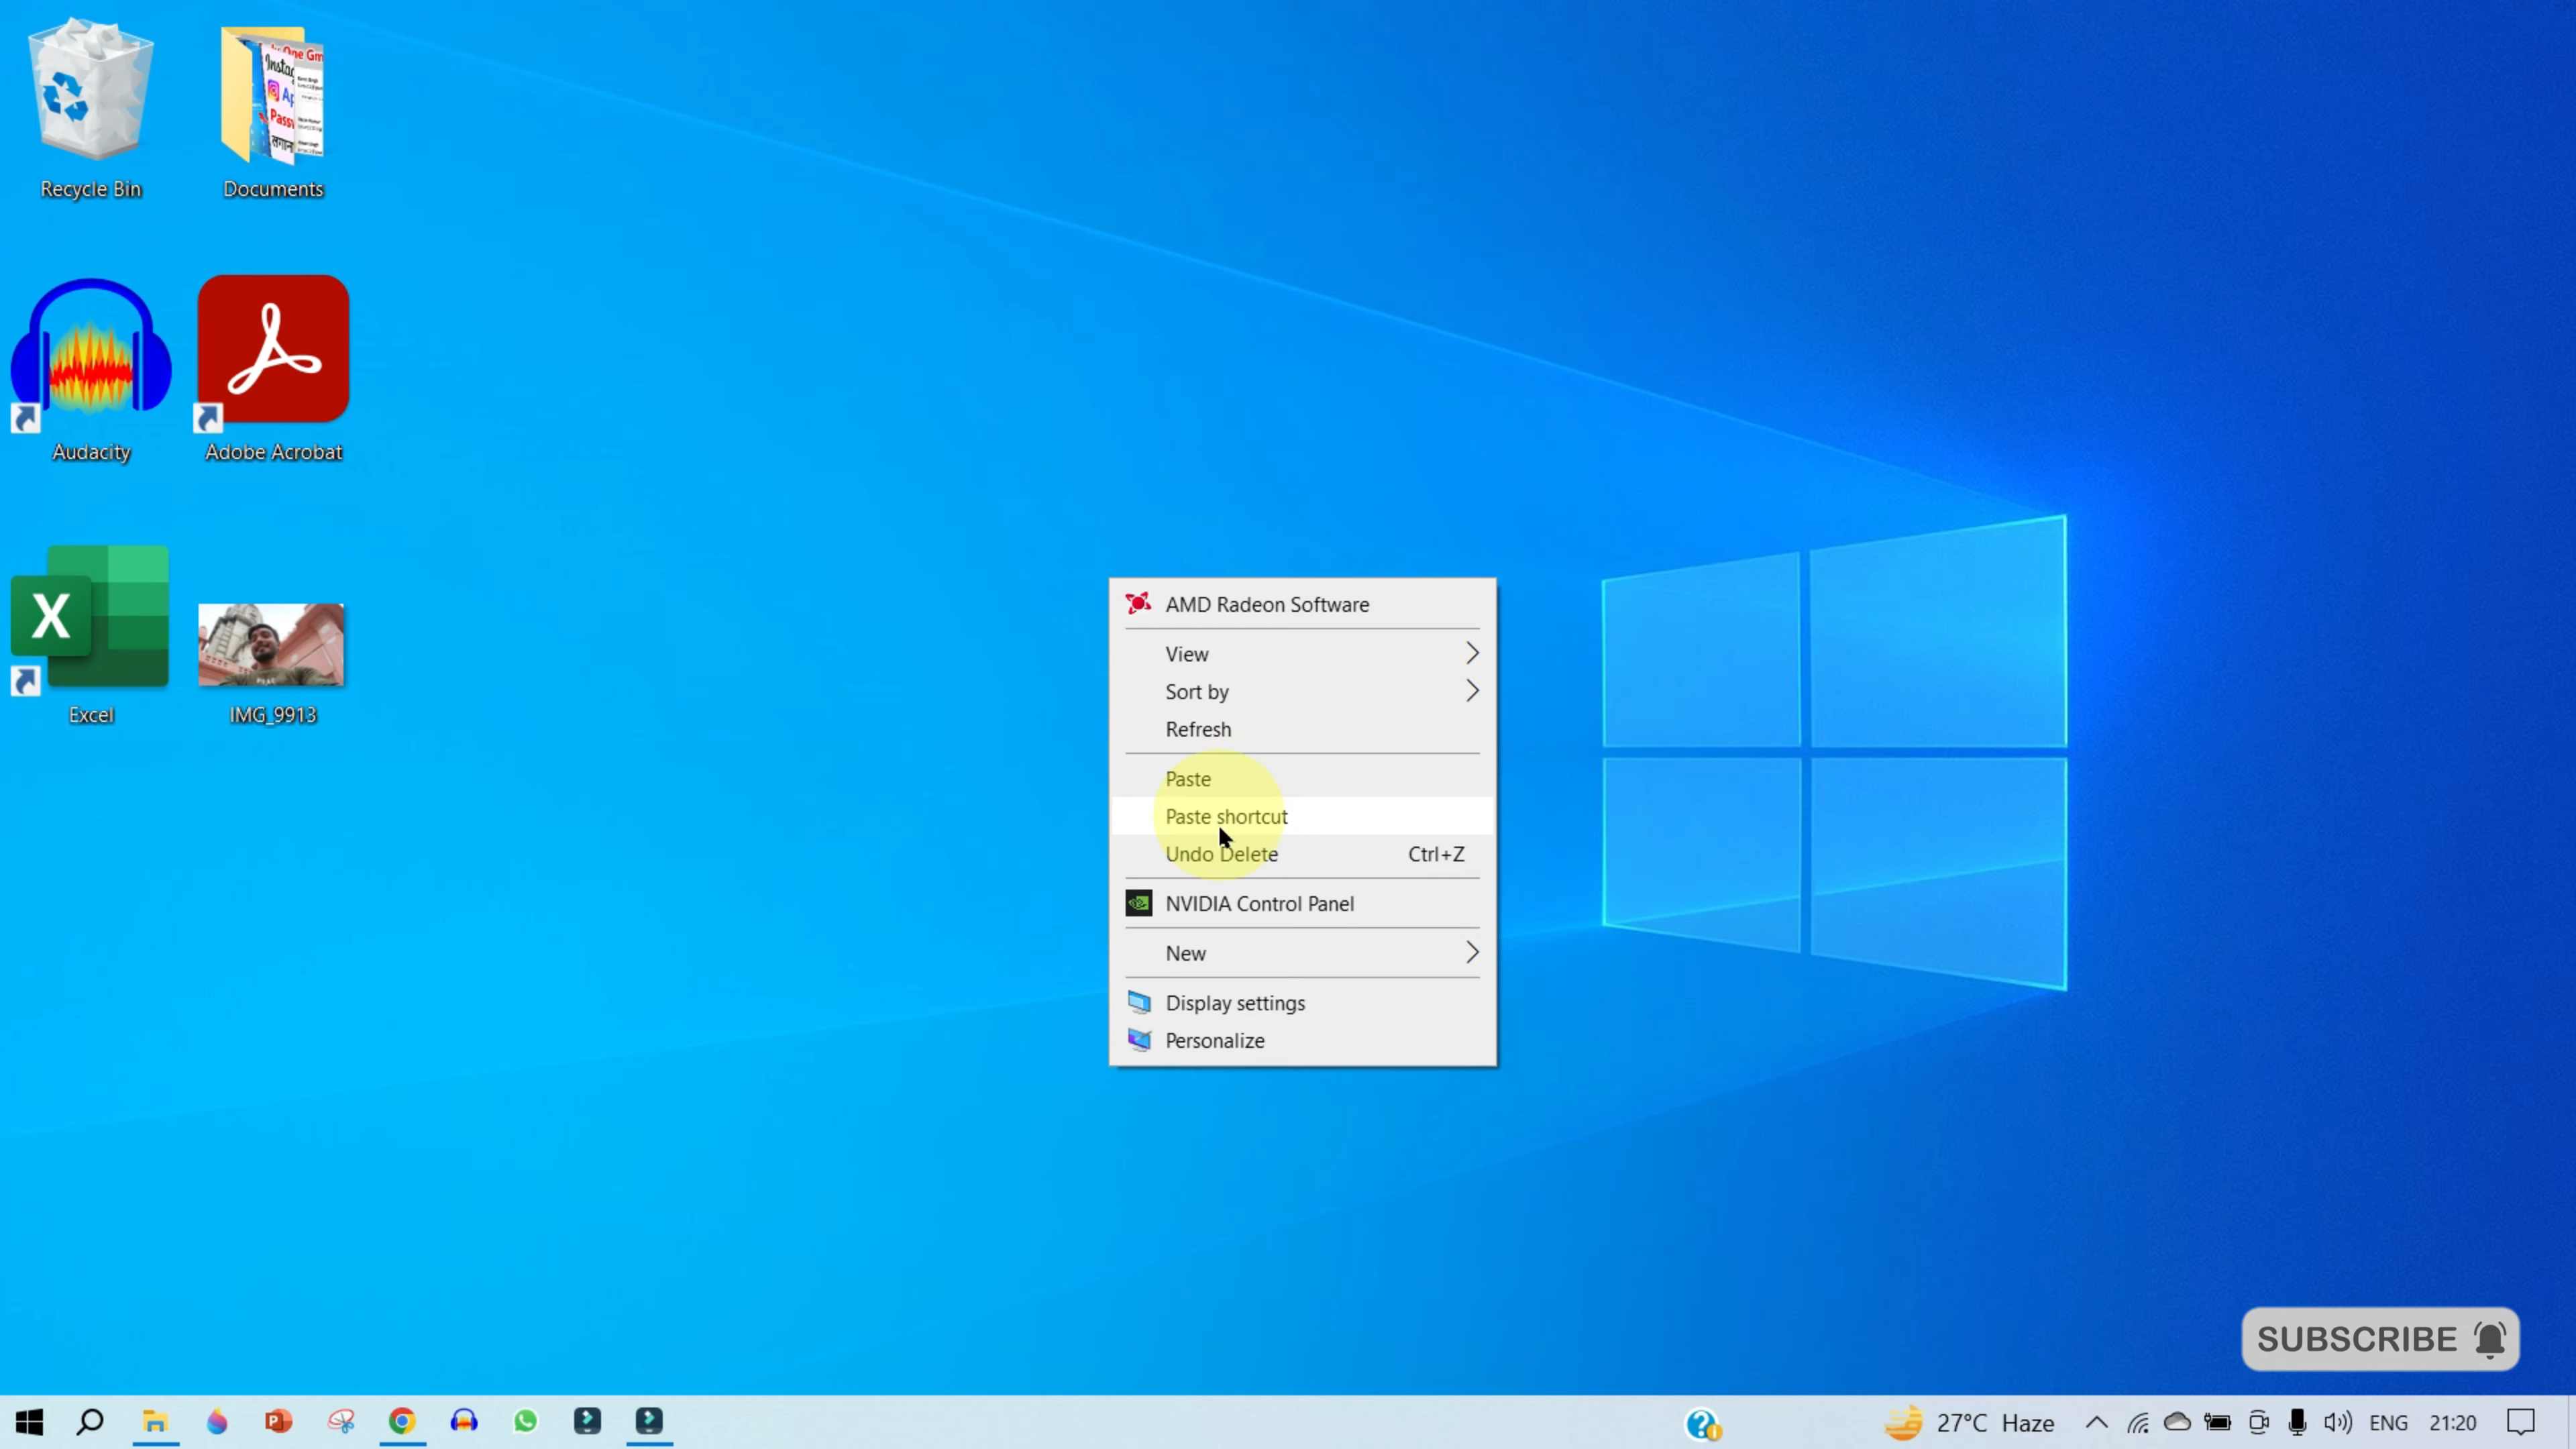 Recycle Bin
Documents
Audacity
Adobe Acrobat
X
Excel
IMG_9913
AMD Radeon Software
View
Sort by
Refresh
Paste
Paste shortcut
Undo Delete Ctrl+Z
NVIDIA Control Panel
New
Display settings
Personalize
SUBSCRIBE
27°C Haze
ENG
21:20